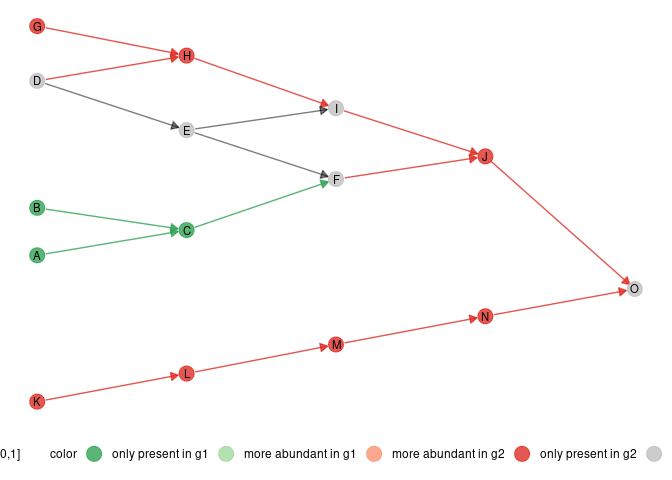 G
H
D
I
E
J
F
B
C
A
O
N
M
L
K
0,1] color only present in g1 more abundant in g1 more abundant in g2 only present in g2